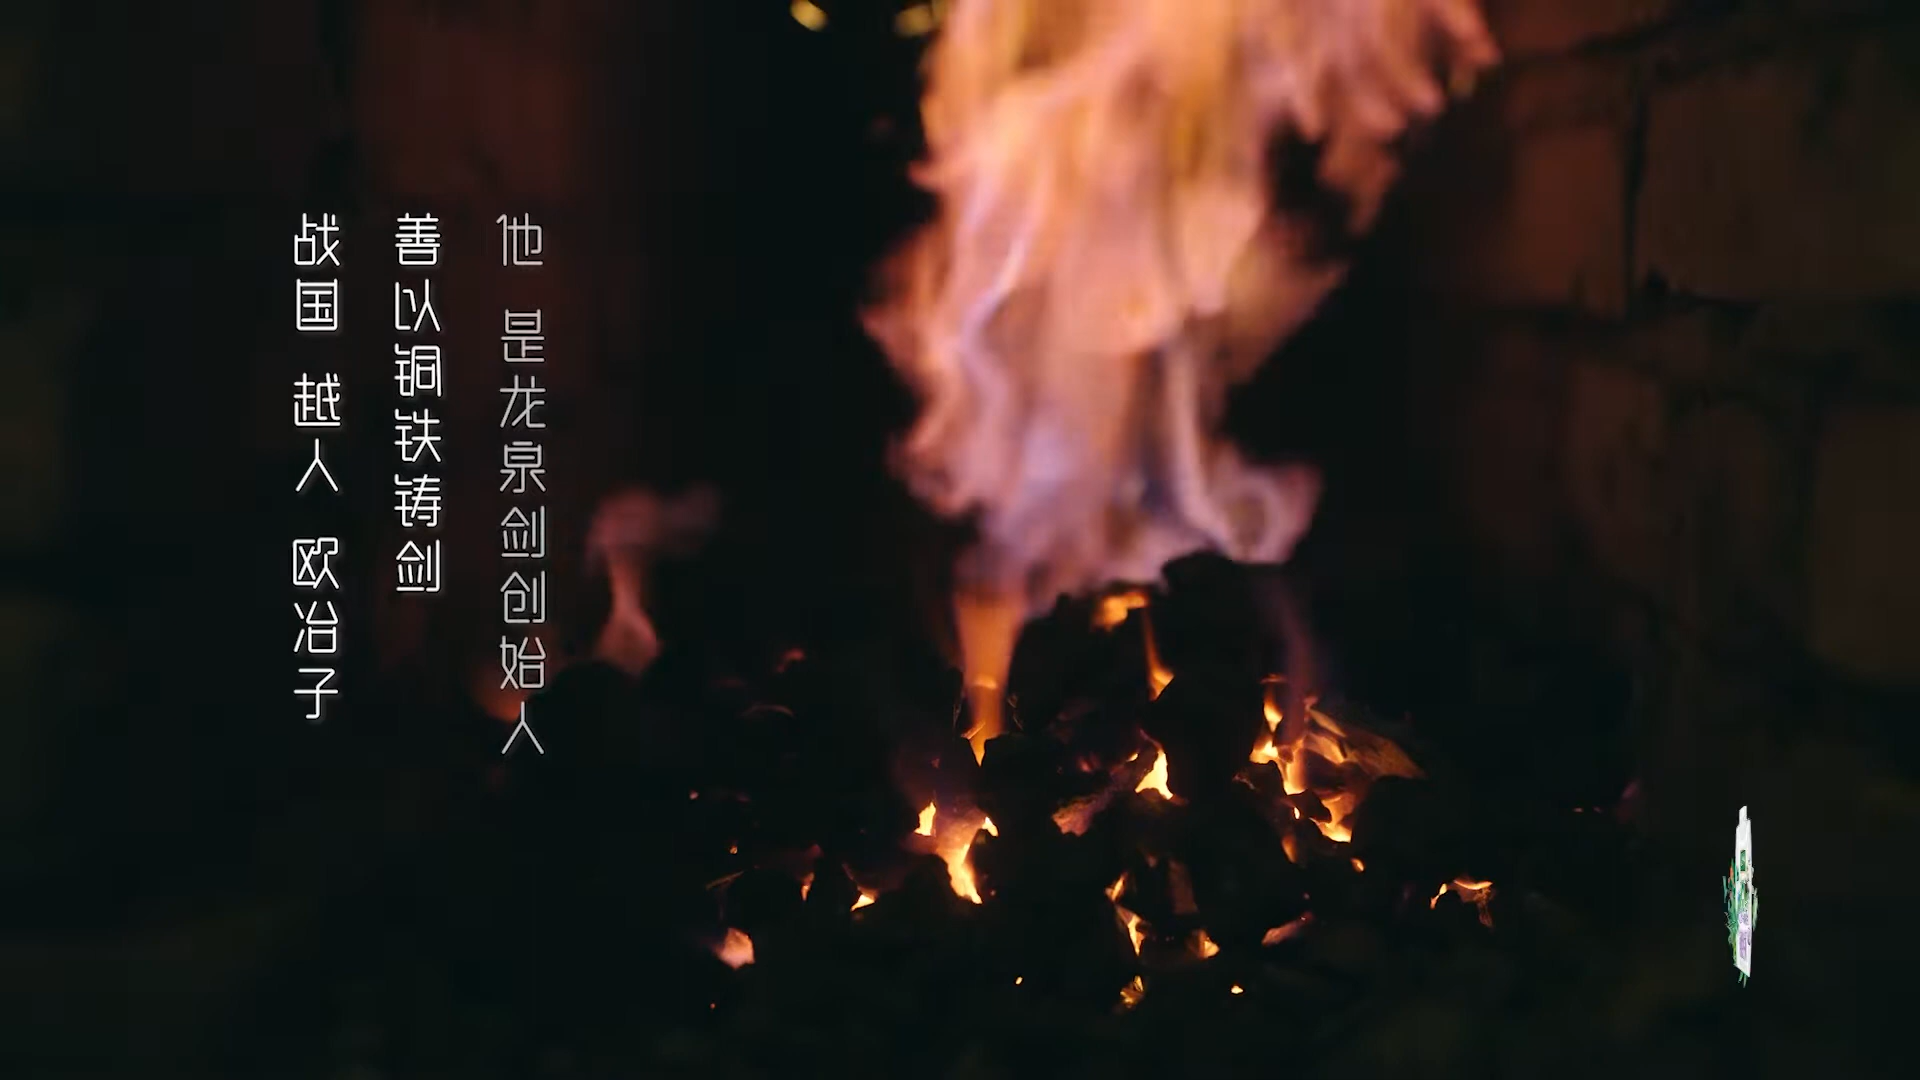 战国 越人 欧冶子
善以铜铁铸剑
他 是龙泉剑创始人